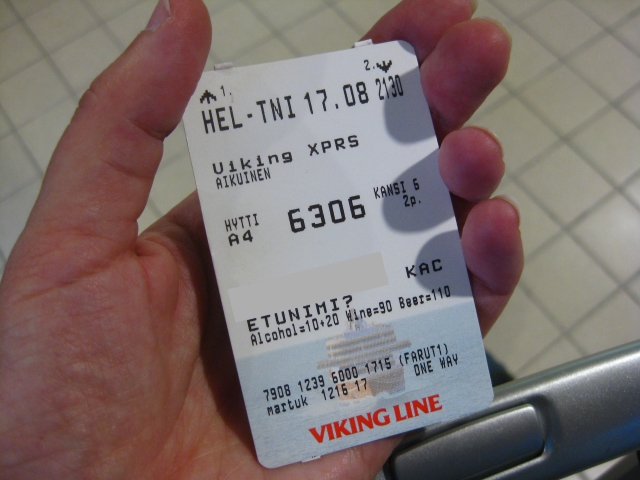 1. 2.
HEL-TNI 17.08 2130
Viking XPRS
AIKUINEN
HYTTI 6306 KANSI 6
A4 2p.
KAC
ETUNIMI?
Alcohol=10+20 Wine=90 Beer=110
7908 1239 6000 1715 (FARUT1)
martuk 1216 17 ONE WAY
VIKING LINE